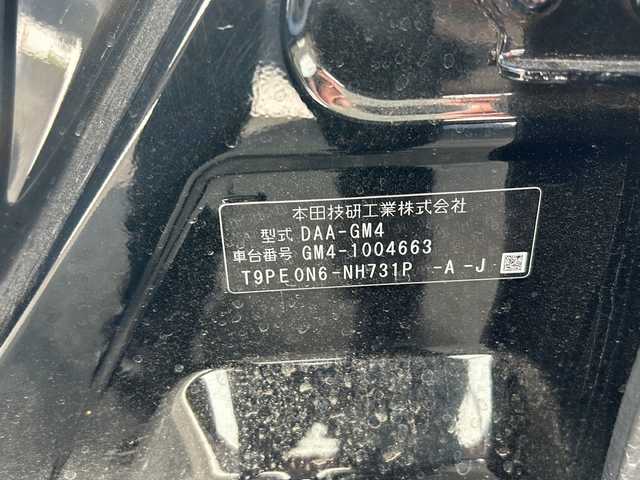 本田技研工業株式会社
型式 DAA-GM4
車台番号 GM4-1004663
T9PE0N6-NH731P -A -J